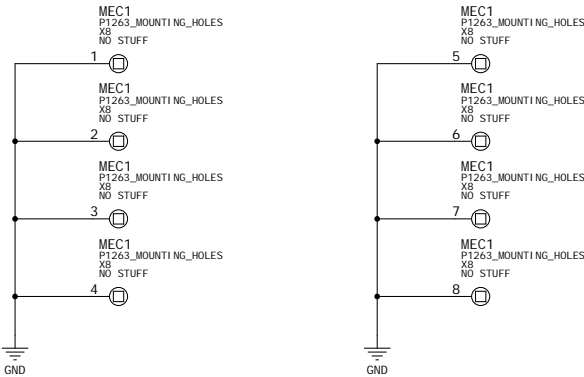 MEC1
P1263_MOUNTING_HOLES
X8
NO STUFF
1
MEC1
P1263_MOUNTING_HOLES
X8
NO STUFF
2
MEC1
P1263_MOUNTING_HOLES
X8
NO STUFF
3
MEC1
P1263_MOUNTING_HOLES
X8
NO STUFF
4
GND
MEC1
P1263_MOUNTING_HOLES
X8
NO STUFF
5
MEC1
P1263_MOUNTING_HOLES
X8
NO STUFF
6
MEC1
P1263_MOUNTING_HOLES
X8
NO STUFF
7
MEC1
P1263_MOUNTING_HOLES
X8
NO STUFF
8
GND